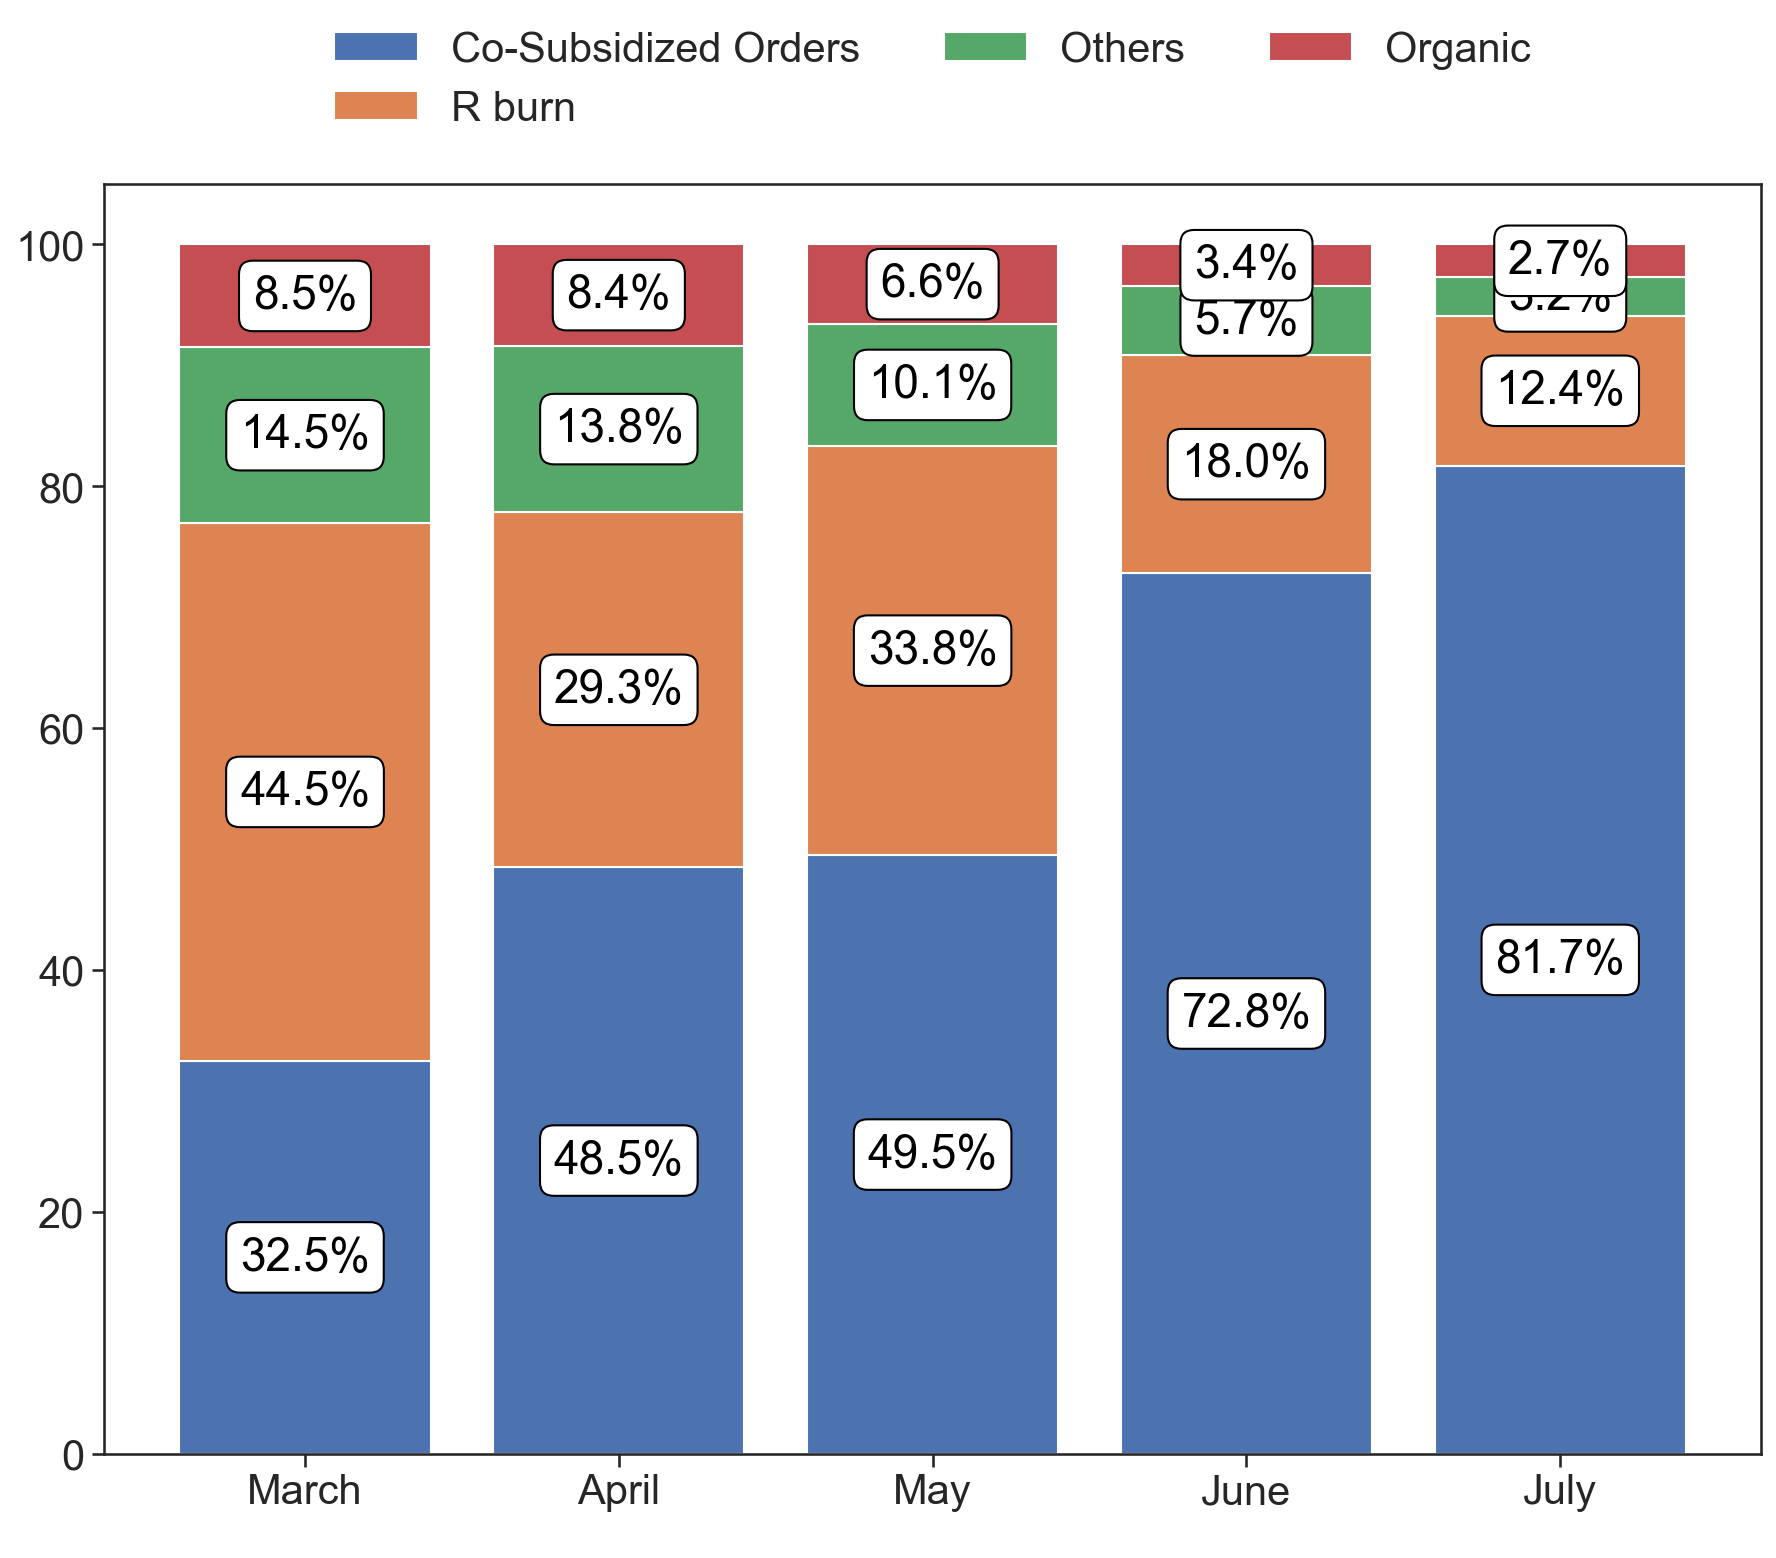 Co-Subsidized Orders Others Organic
R burn
100
80
60
40
20
0
8.5% 8.4% 6.6% 3.4% 2.7%
14.5% 13.8% 10.1% 5.7% 3.2%
44.5% 29.3% 33.8% 18.0% 12.4%
32.5% 48.5% 49.5% 72.8% 81.7%
March April May June July